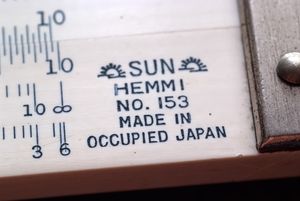 10
10
SUN
HEMMI
NO. 153
MADE IN
OCCUPIED JAPAN
10 ∞
3 6